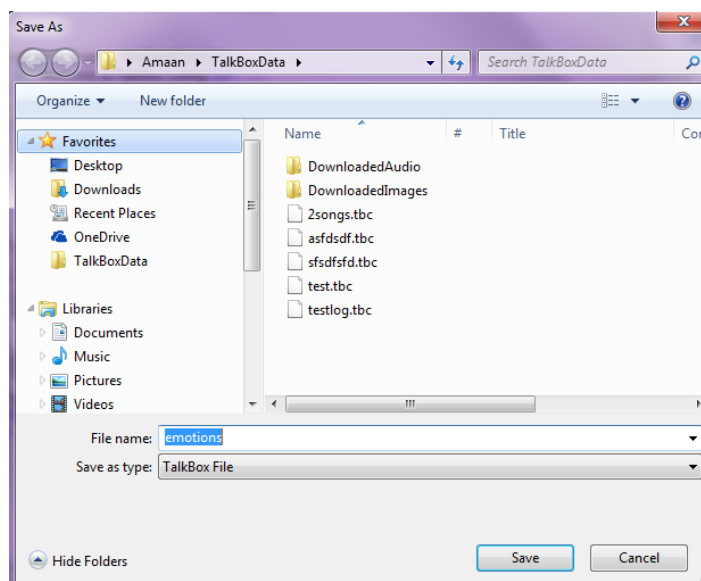 Save As
Amaan TalkBoxData
Search TalkBoxData
Organize New folder
Favorites
Desktop
Downloads
Recent Places
OneDrive
TalkBoxData
Libraries
Documents
Music
Pictures
Videos
Name # Title Cor
DownloadedAudio
DownloadedImages
2songs.tbc
asfdsdf.tbc
sfsdfsfd.tbc
test.tbc
testlog.tbc
File name: emotions
Save as type: TalkBox File
Hide Folders Save Cancel